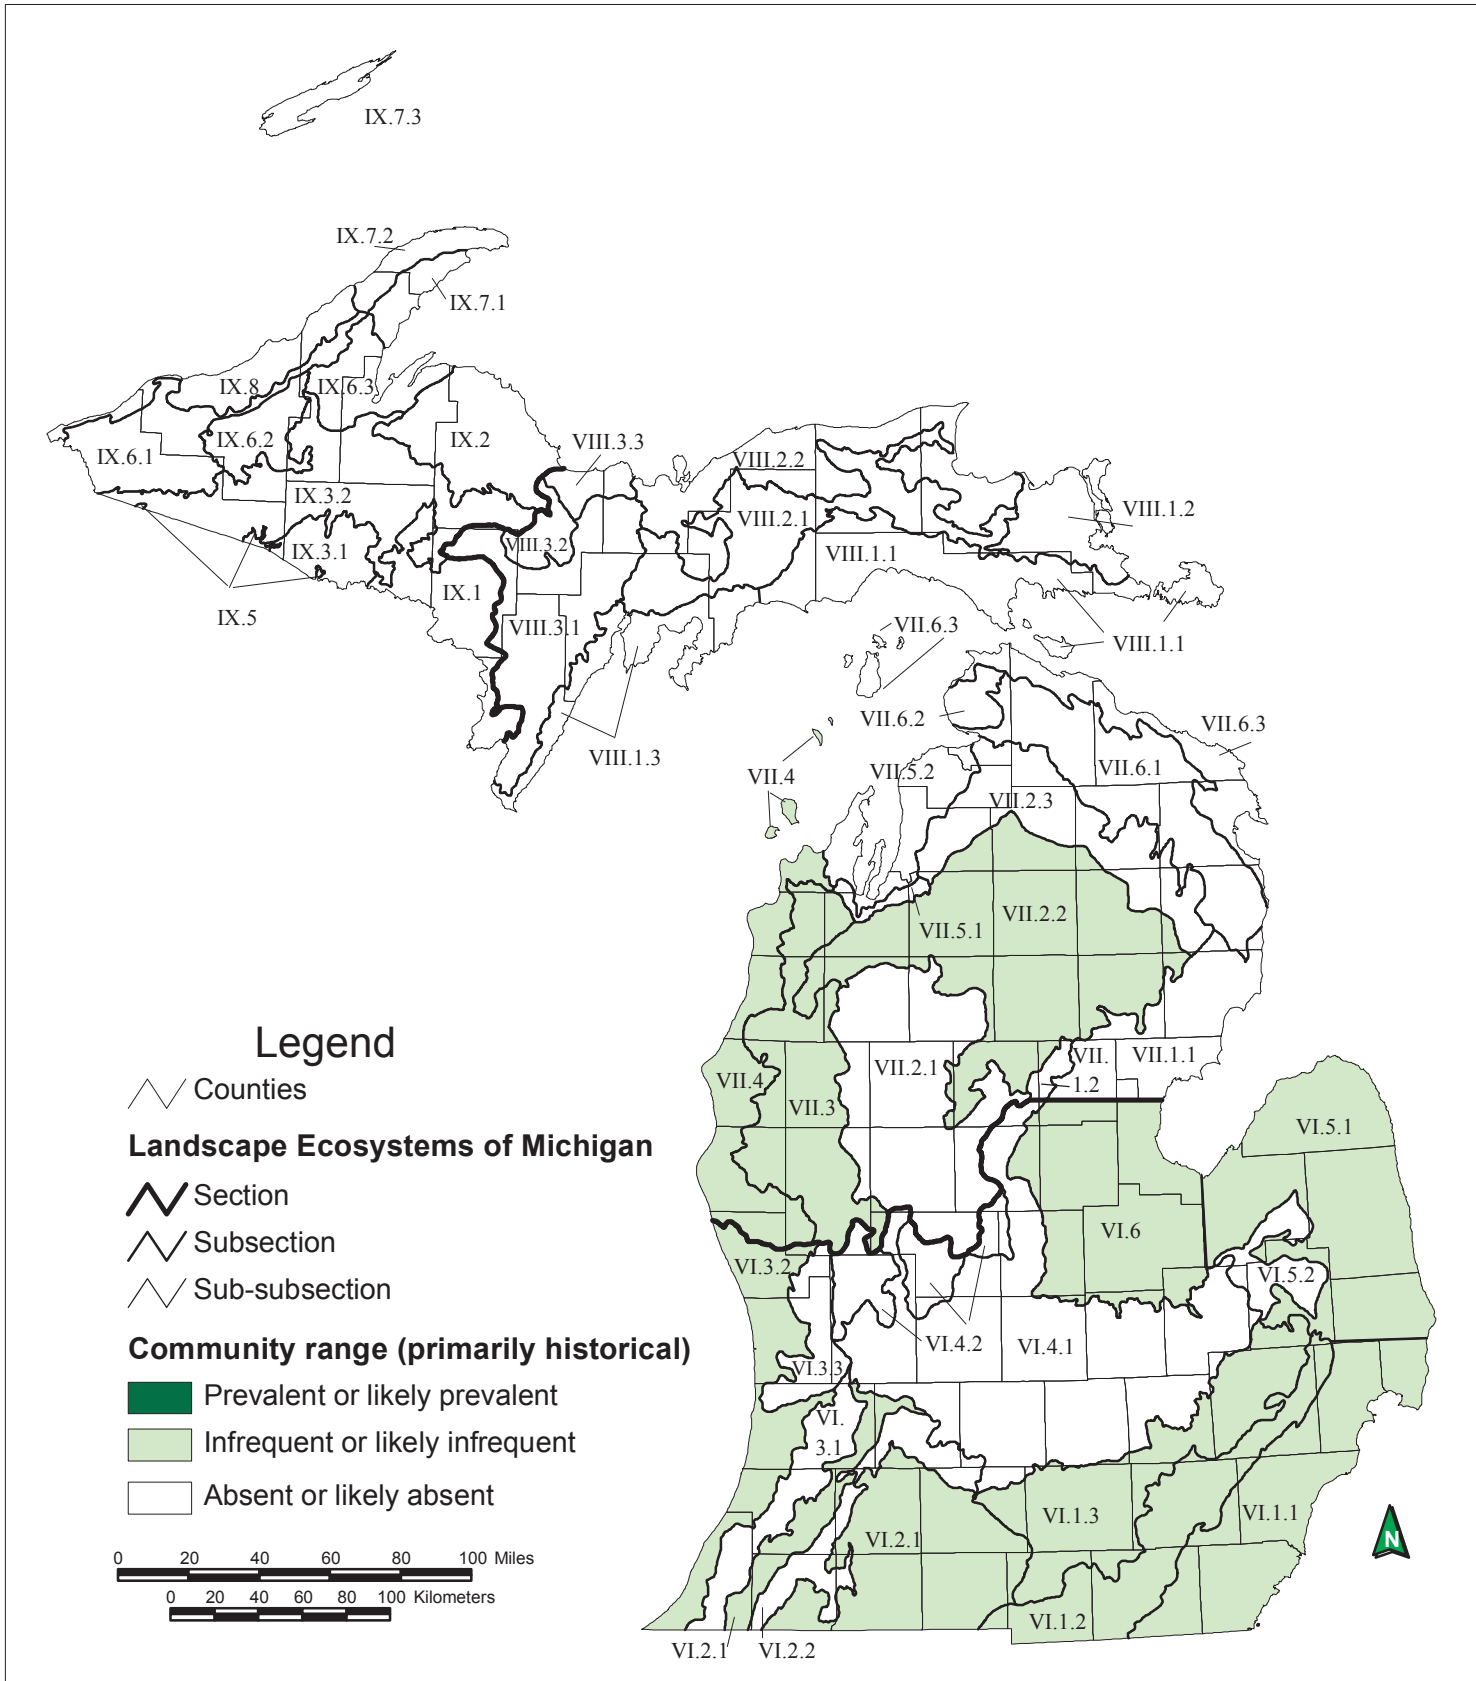 IX.7.3
IX.7.2
IX.7.1
IX.8
IX.6.3
IX.6.2
IX.6.1
IX.2
VIII.3.3
VIII.2.2
IX.3.2
VIII.2.1
VIII.1.2
IX.3.1
VIII.3.2
VIII.1.1
IX.1
IX.5
VIII.3.1
VII.6.3
VIII.1.1
VII.6.2
VII.6.3
VIII.1.3
VII.4
VII.5.2
VII.6.1
VII.2.3
VII.2.2
VII.5.1
VII.4
VII.3
VII.2.1
VII.
1.2
VII.1.1
VI.5.1
VI.6
VI.3.2
VI.5.2
VI.4.2
VI.4.1
VI.3.3
VI.
3.1
VI.1.3
VI.1.1
VI.2.1
VI.1.2
VI.2.1
VI.2.2
Legend
Counties
Landscape Ecosystems of Michigan
Section
Subsection
Sub-subsection
Community range (primarily historical)
Prevalent or likely prevalent
Infrequent or likely infrequent
Absent or likely absent
0 20 40 60 80 100 Miles
0 20 40 60 80 100 Kilometers
N